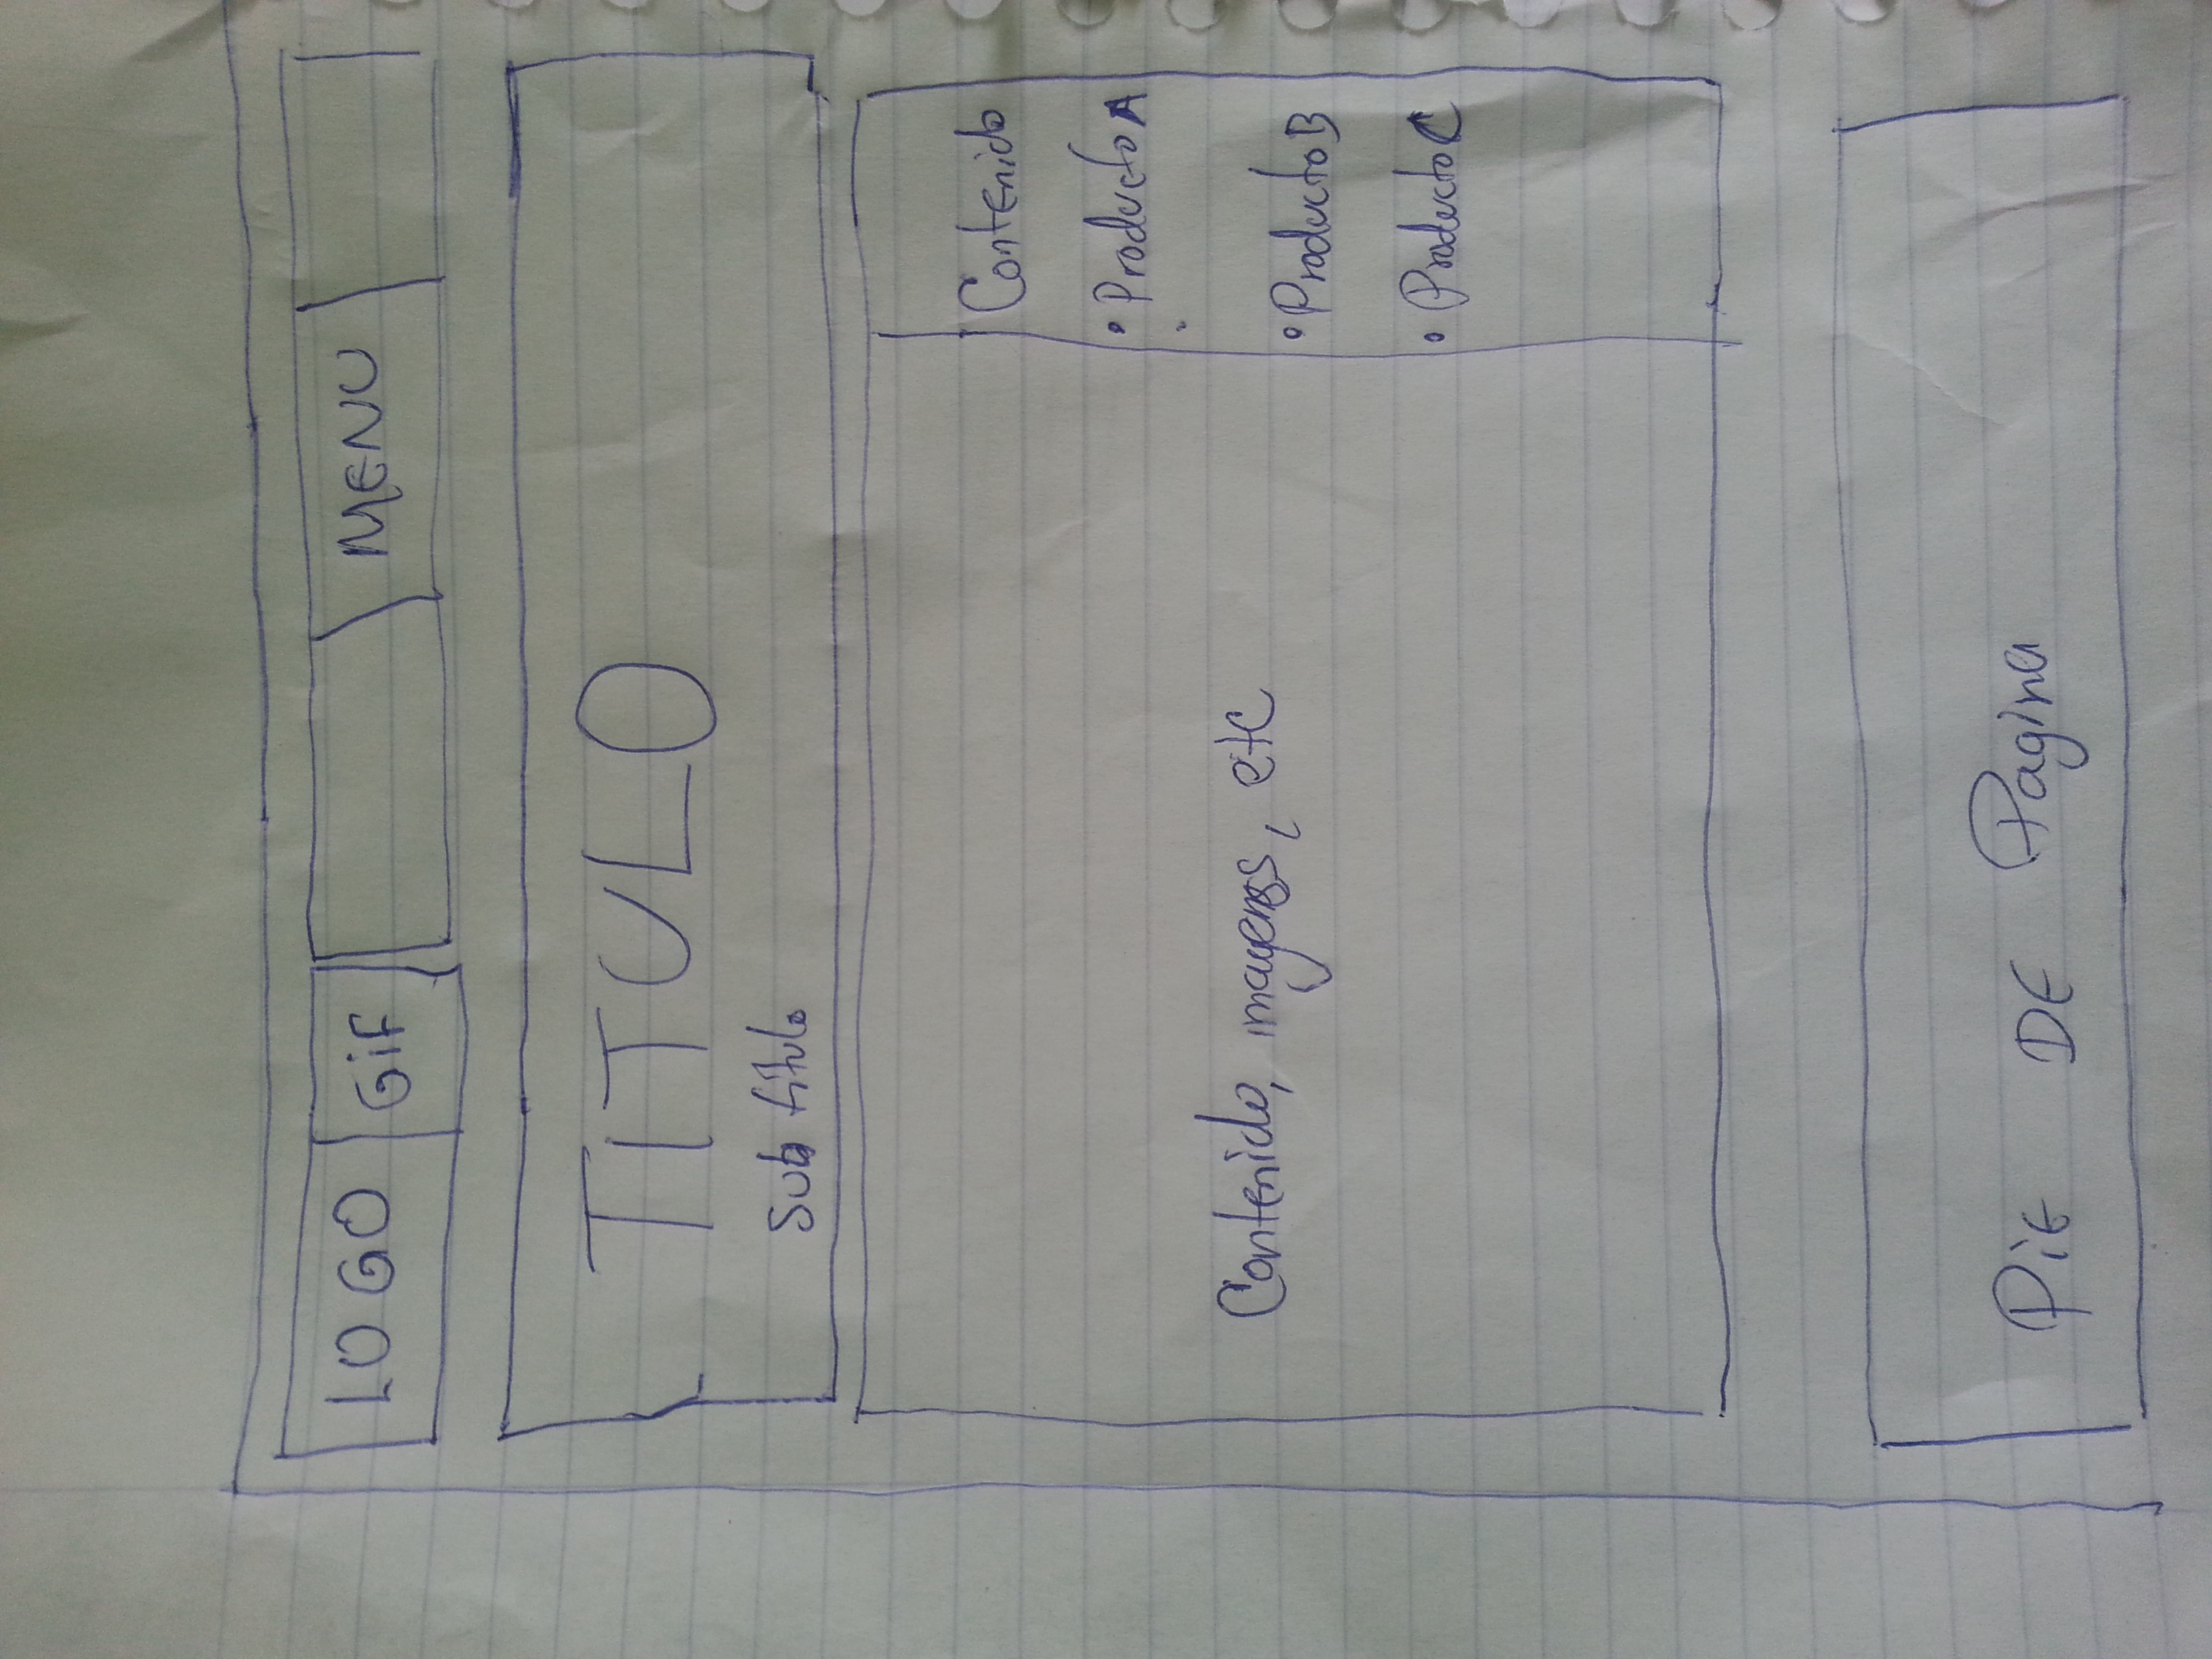 LOGO GiF MENU
TITULO
Sub titulo
Contenido
• Producto A
•
Contenido, imagenes, etc
• Producto B
• Producto C
PiE DE Pagina